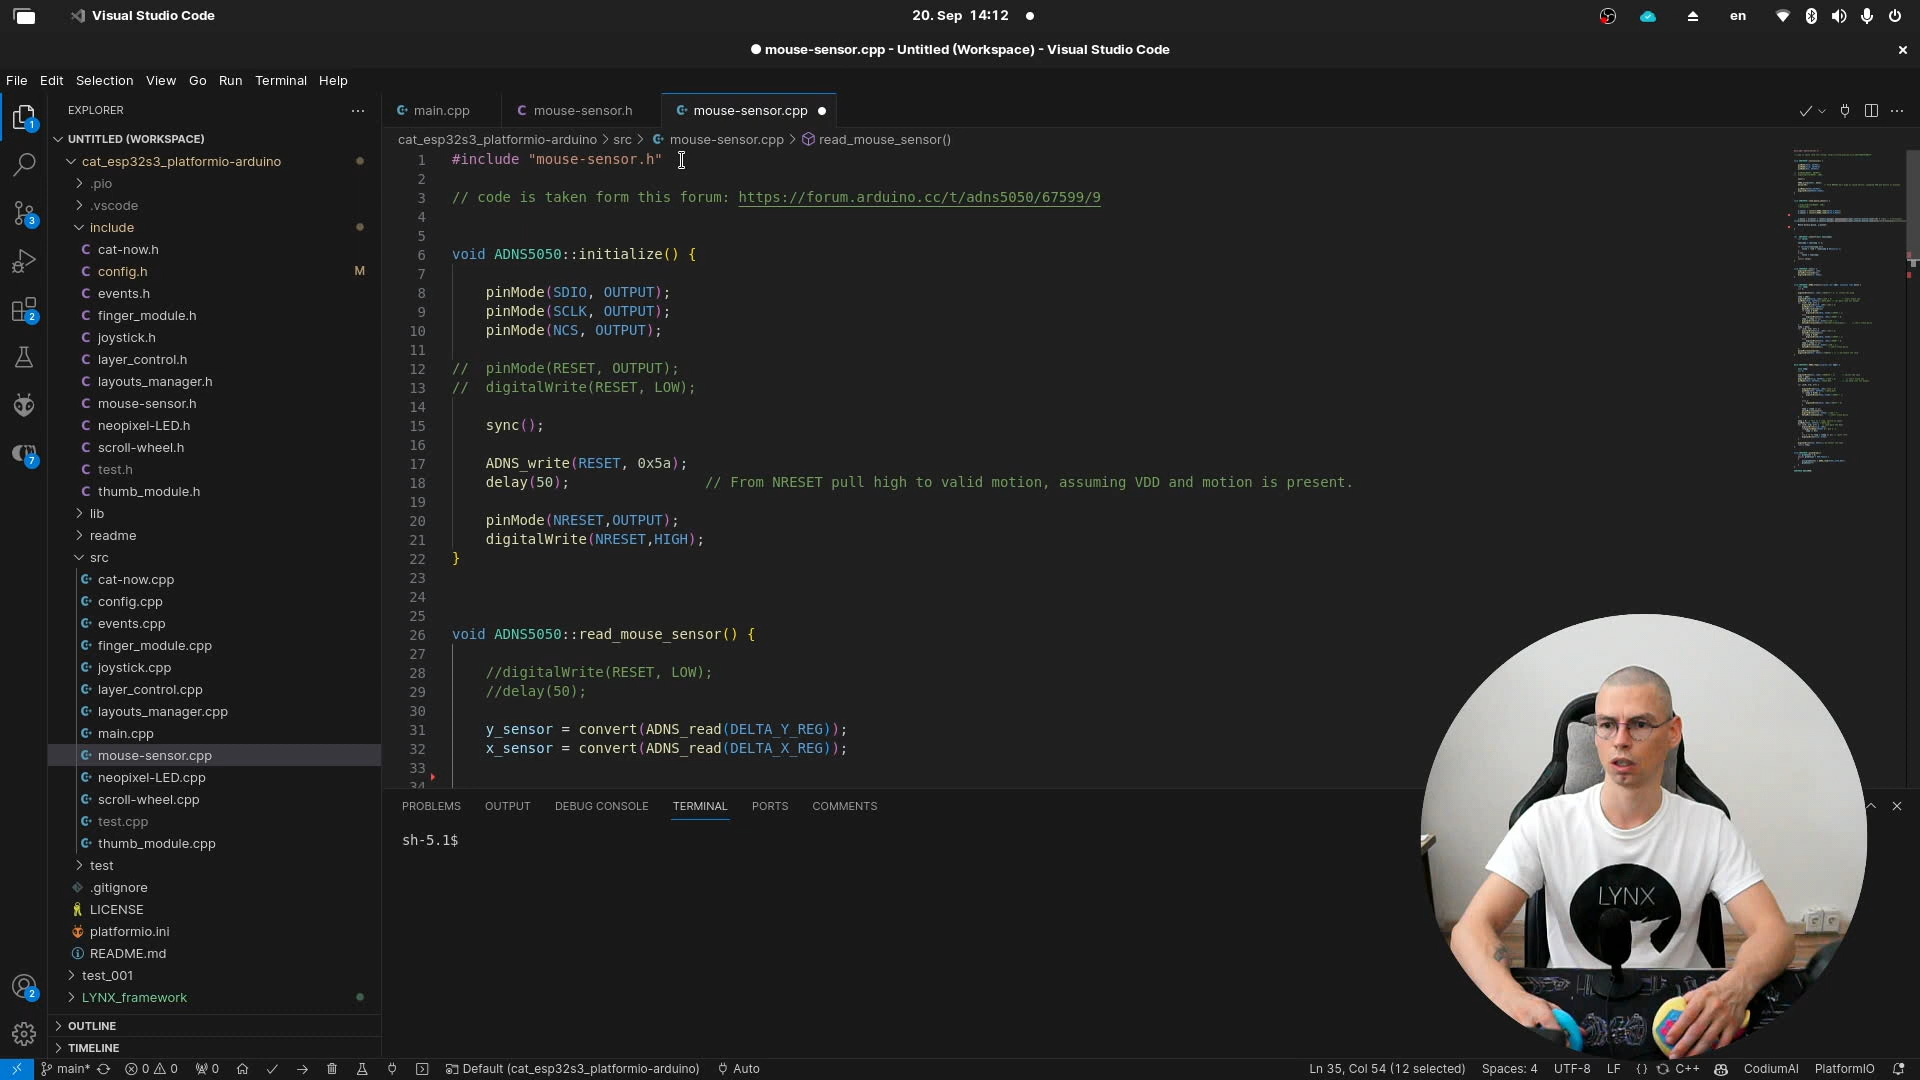 Visual Studio Code
20. Sep 14:12
en
mouse-sensor.cpp - Untitled (Workspace) - Visual Studio Code
File Edit Selection View Go Run Terminal Help
EXPLORER
main.cpp
mouse-sensor.h
mouse-sensor.cpp
UNTITLED (WORKSPACE)
cat_esp32s3_platformio-arduino
.pio
.vscode
include
cat-now.h
config.h M
events.h
finger_module.h
joystick.h
layer_control.h
layouts_manager.h
mouse-sensor.h
neopixel-LED.h
scroll-wheel.h
test.h
thumb_module.h
lib
readme
src
cat-now.cpp
config.cpp
events.cpp
finger_module.cpp
joystick.cpp
layer_control.cpp
layouts_manager.cpp
main.cpp
mouse-sensor.cpp
neopixel-LED.cpp
scroll-wheel.cpp
test.cpp
thumb_module.cpp
test
.gitignore
LICENSE
platformio.ini
README.md
test_001
LYNX_framework
OUTLINE
TIMELINE
1
3
2
7
2
cat_esp32s3_platformio-arduino > src > mouse-sensor.cpp > read_mouse_sensor()
1 #include "mouse-sensor.h"
2
3 // code is taken form this forum: https://forum.arduino.cc/t/adns5050/67599/9
4
5
6 void ADNS5050::initialize() {
7
8 pinMode(SDIO, OUTPUT);
9 pinMode(SCLK, OUTPUT);
10 pinMode(NCS, OUTPUT);
11
12 // pinMode(RESET, OUTPUT);
13 // digitalWrite(RESET, LOW);
14
15 sync();
16
17 ADNS_write(RESET, 0x5a);
18 delay(50); // From NRESET pull high to valid motion, assuming VDD and motion is present.
19
20 pinMode(NRESET,OUTPUT);
21 digitalWrite(NRESET,HIGH);
22 }
23
24
25
26 void ADNS5050::read_mouse_sensor() {
27
28 //digitalWrite(RESET, LOW);
29 //delay(50);
30
31 y_sensor = convert(ADNS_read(DELTA_Y_REG));
32 x_sensor = convert(ADNS_read(DELTA_X_REG));
33
34
PROBLEMS OUTPUT DEBUG CONSOLE TERMINAL PORTS COMMENTS
sh-5.1$
LYNX
main* 0 0 0 Default (cat_esp32s3_platformio-arduino) Auto
Ln 35, Col 54 (12 selected) Spaces: 4 UTF-8 LF {} C++ CodiumAI PlatformIO